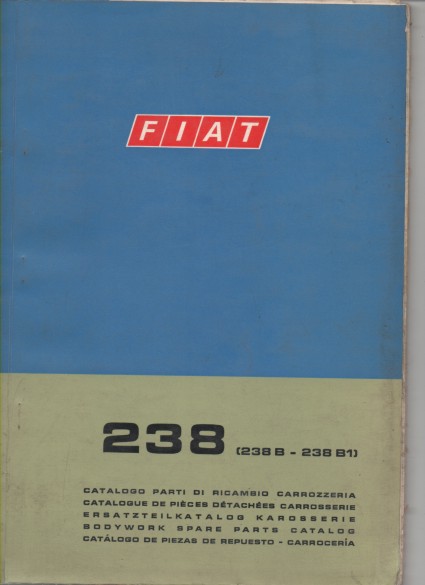 FIAT
238 (238 B - 238 B1)
CATALOGO PARTI DI RICAMBIO CARROZZERIA
CATALOGUE DE PIÈCES DÉTACHÉES CARROSSERIE
ERSATZTEILKATALOG KAROSSERIE
BODYWORK SPARE PARTS CATALOG
CATÁLOGO DE PIEZAS DE REPUESTO - CARROCERÍA